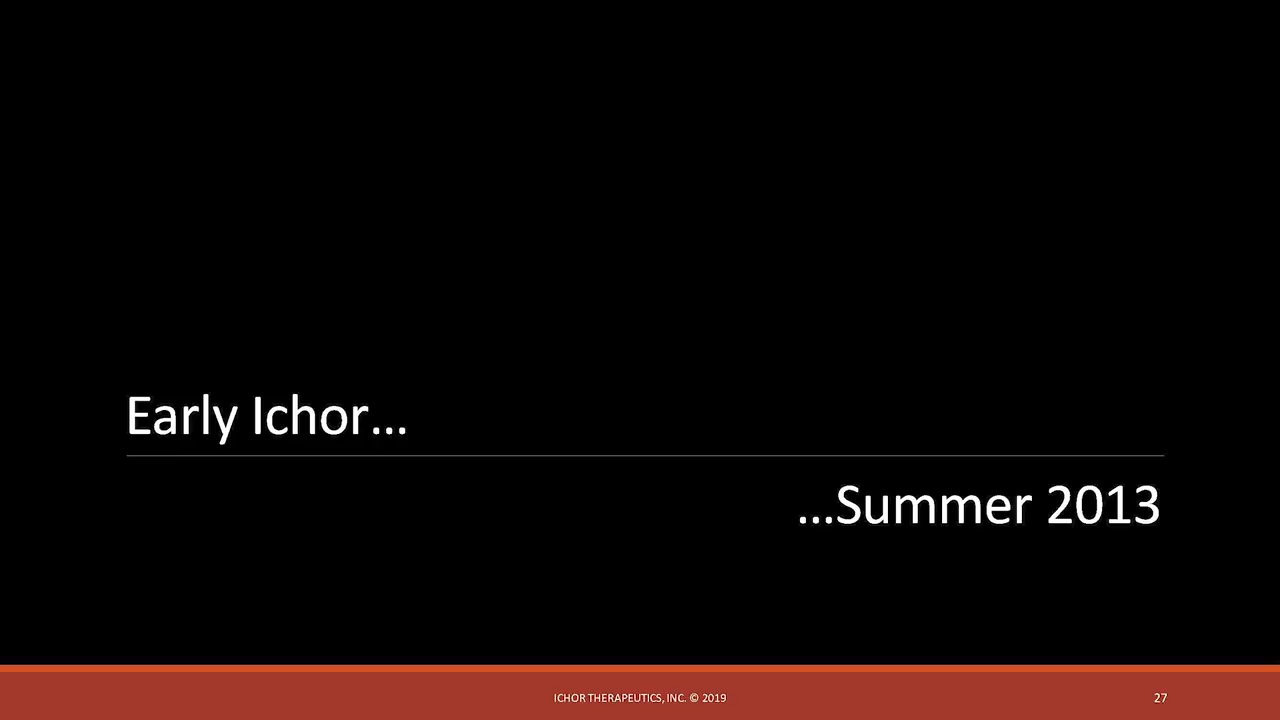 Early Ichor…
…Summer 2013
ICHOR THERAPEUTICS, INC. © 2019
27